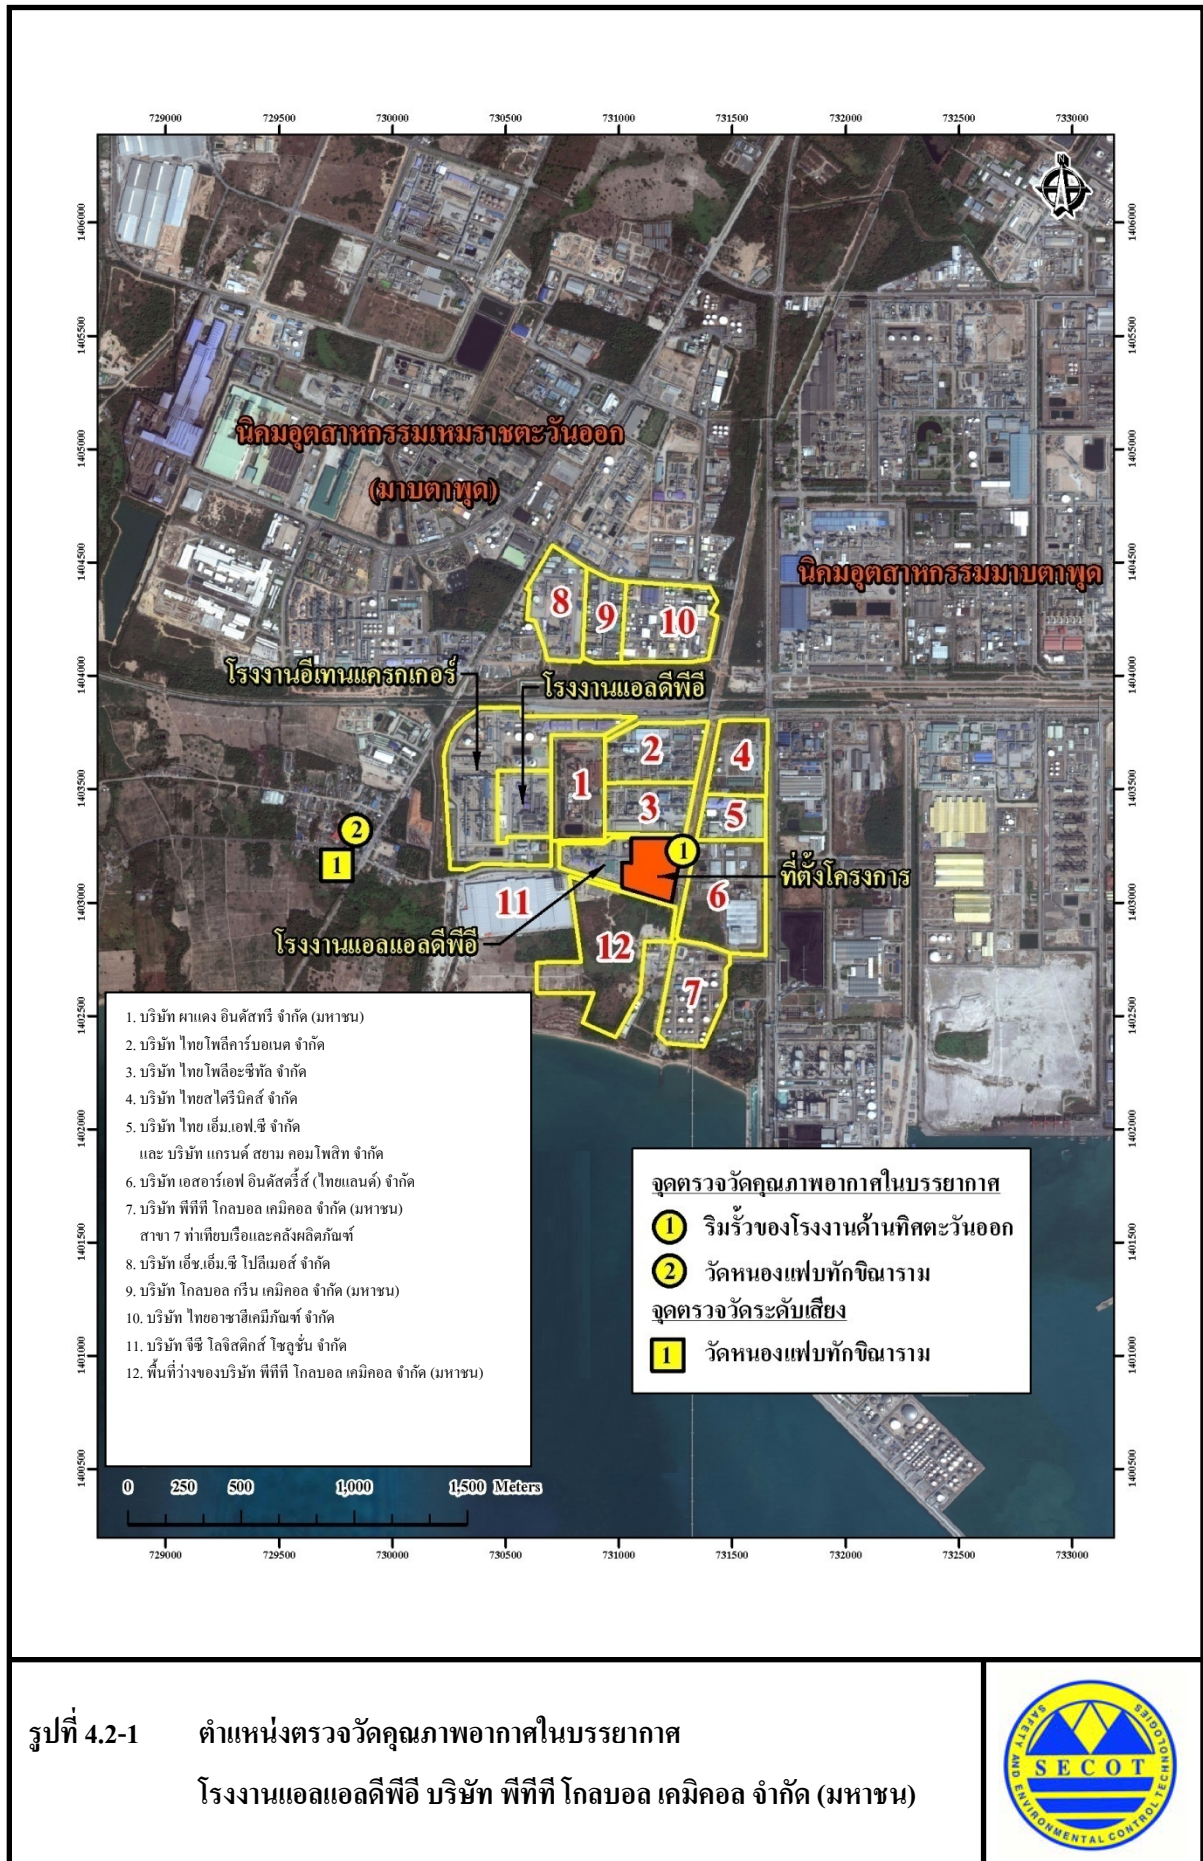 729000 729500 730000 730500 731000 731500 732000 732500 733000
N
1406000 1406000
1405500 1405500
1405000 1405000
1404500 1404500
1404000 1404000
1403500 1403500
1403000 1403000
1402500 1402500
1402000 1402000
1401500 1401500
1401000 1401000
1400500 1400500
นิคมอุตสาหกรรมเหมราชตะวันออก
(มาบตาพุด)
นิคมอุตสาหกรรมมาบตาพุด
8 9 10
โรงงานอีเทนแครกเกอร์
โรงงานแอลดีพีอี
2 4
1
3 5
2
1
1
ที่ตั้งโครงการ
6
11
โรงงานแอลแอลดีพีอี
12
7
1. บริษัท ผาแดง อินดัสทรี จำกัด (มหาชน)
2. บริษัท ไทยโพลีคาร์บอเนต จำกัด
3. บริษัท ไทยโพลีอะซีทัล จำกัด
4. บริษัท ไทยสไตรีนิคส์ จำกัด
5. บริษัท ไทย เอ็ม.เอฟ.ซี จำกัด
และ บริษัท แกรนด์ สยาม คอมโพสิท จำกัด
6. บริษัท เอสอาร์เอฟ อินดัสตรี้ส์ (ไทยแลนด์) จำกัด
7. บริษัท พีทีที โกลบอล เคมิคอล จำกัด (มหาชน)
สาขา 7 ท่าเทียบเรือและคลังผลิตภัณฑ์
8. บริษัท เอ็ช.เอ็ม.ซี โปลีเมอส์ จำกัด
9. บริษัท โกลบอล กรีน เคมิคอล จำกัด (มหาชน)
10. บริษัท ไทยอาซาฮีเคมีภัณฑ์ จำกัด
11. บริษัท จีซี โลจิสติกส์ โซลูชั่น จำกัด
12. พื้นที่ว่างของบริษัท พีทีที โกลบอล เคมิคอล จำกัด (มหาชน)
จุดตรวจวัดคุณภาพอากาศในบรรยากาศ
1 ริมรั้วของโรงงานด้านทิศตะวันออก
2 วัดหนองแฟบทักขิณาราม
จุดตรวจวัดระดับเสียง
1 วัดหนองแฟบทักขิณาราม
0 250 500 1,000 1,500 Meters
729000 729500 730000 730500 731000 731500 732000 732500 733000
รูปที่ 4.2-1 ตำแหน่งตรวจวัดคุณภาพอากาศในบรรยากาศ
โรงงานแอลแอลดีพีอี บริษัท พีทีที โกลบอล เคมิคอล จำกัด (มหาชน)
SECOT
SAFETY AND ENVIRONMENTAL CONTROL TECHNOLOGIES